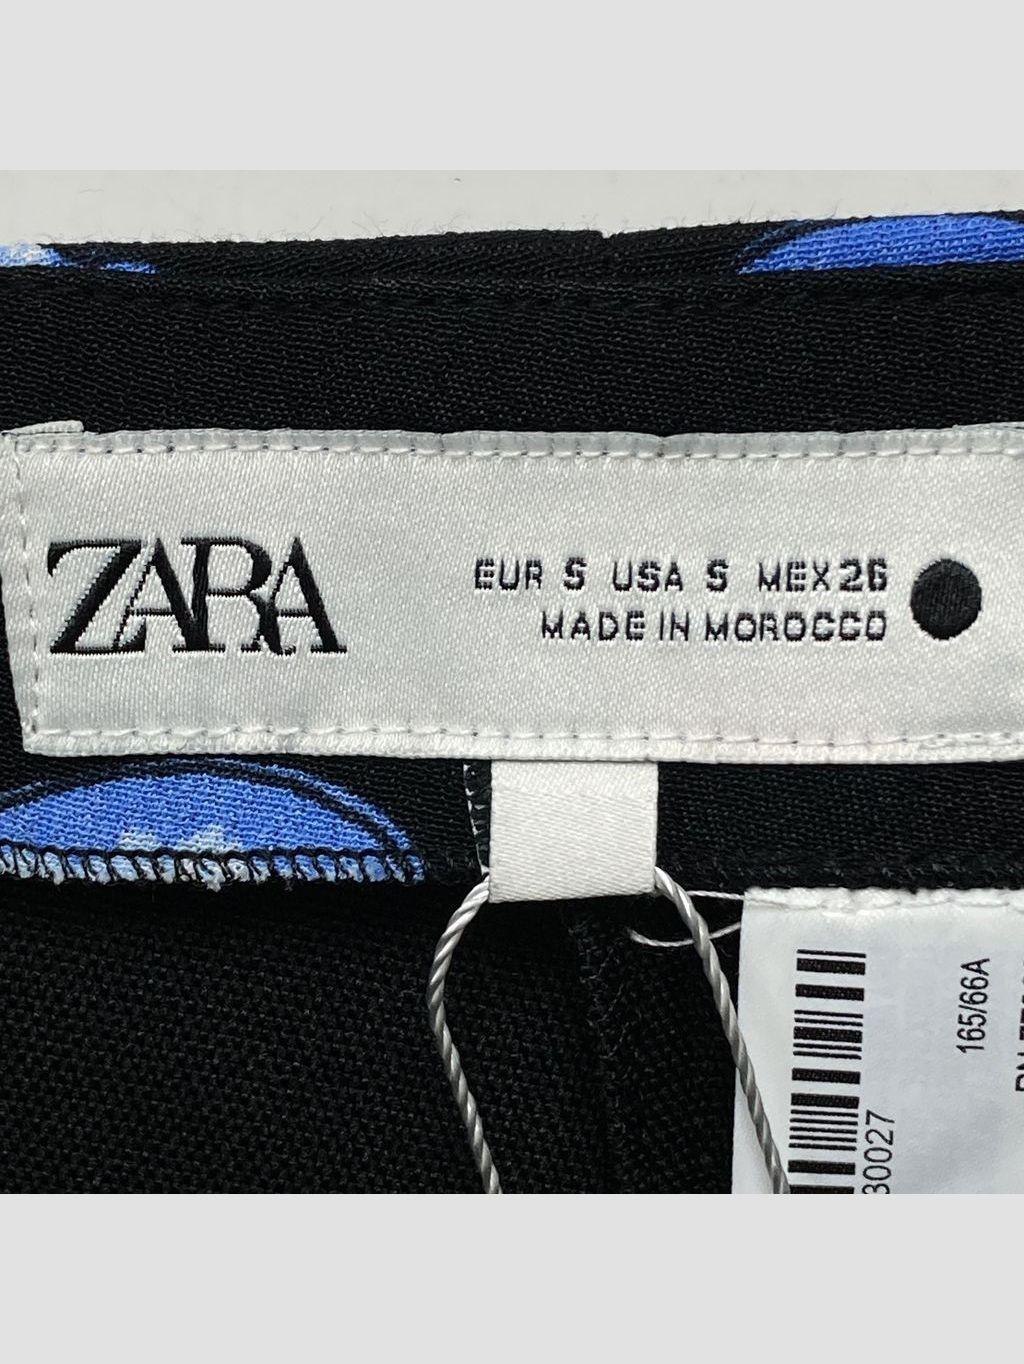 ZARA
EUR S USA S MEX 26
MADE IN MOROCCO
165/66A
30027